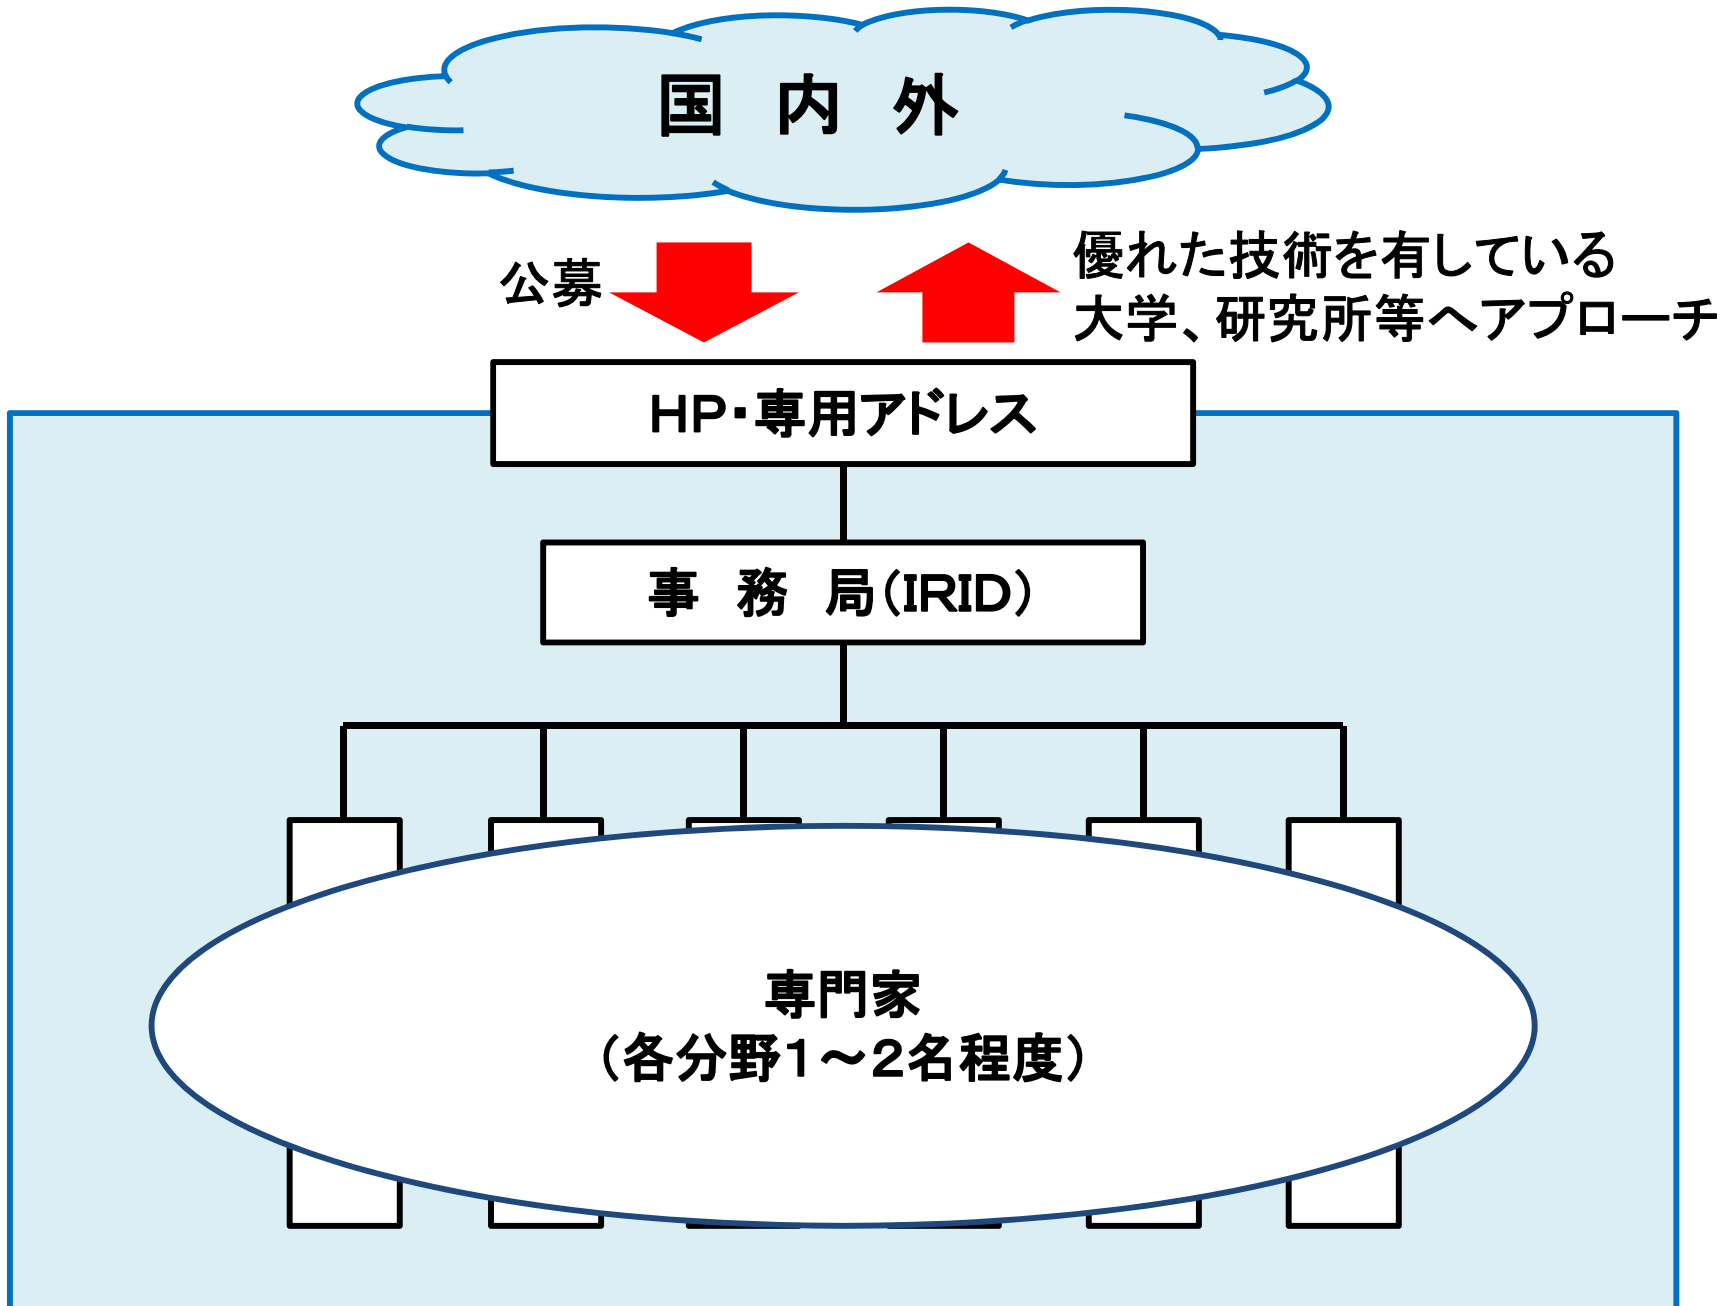 国　内　外
公募
優れた技術を有している
大学、研究所等へアプローチ
ＨＰ・専用アドレス
事　務　局（ＩＲＩＤ）
専門家
（各分野１～２名程度）